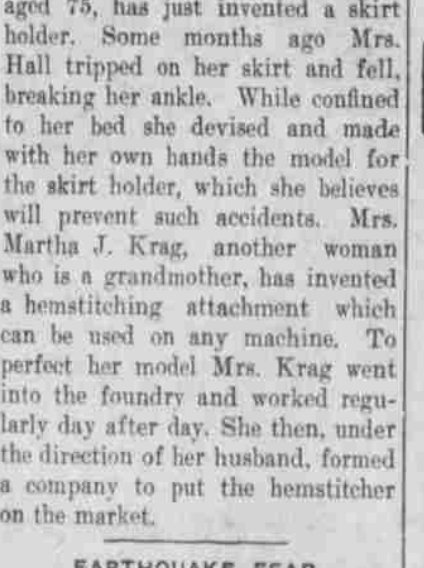 aged 75, has just invented a skirt
holder. Some months ago Mrs.
Hall tripped on her skirt and fell,
breaking her ankle. While confined
to her bed she devised and made
with her own hands the model for
the skirt holder, which she believes
will prevent such accidents. Mrs.
Martha J. Krag, another woman
who is a grandmother, has invented
a hemstitching attachment which
can be used on any machine. To
perfect her model Mrs. Krag went
into the foundry and worked regu-
larly day after day. She then, under
the direction of her husband, formed
a company to put the hemstitcher
on the market.
EARTHQUAKE FEAR